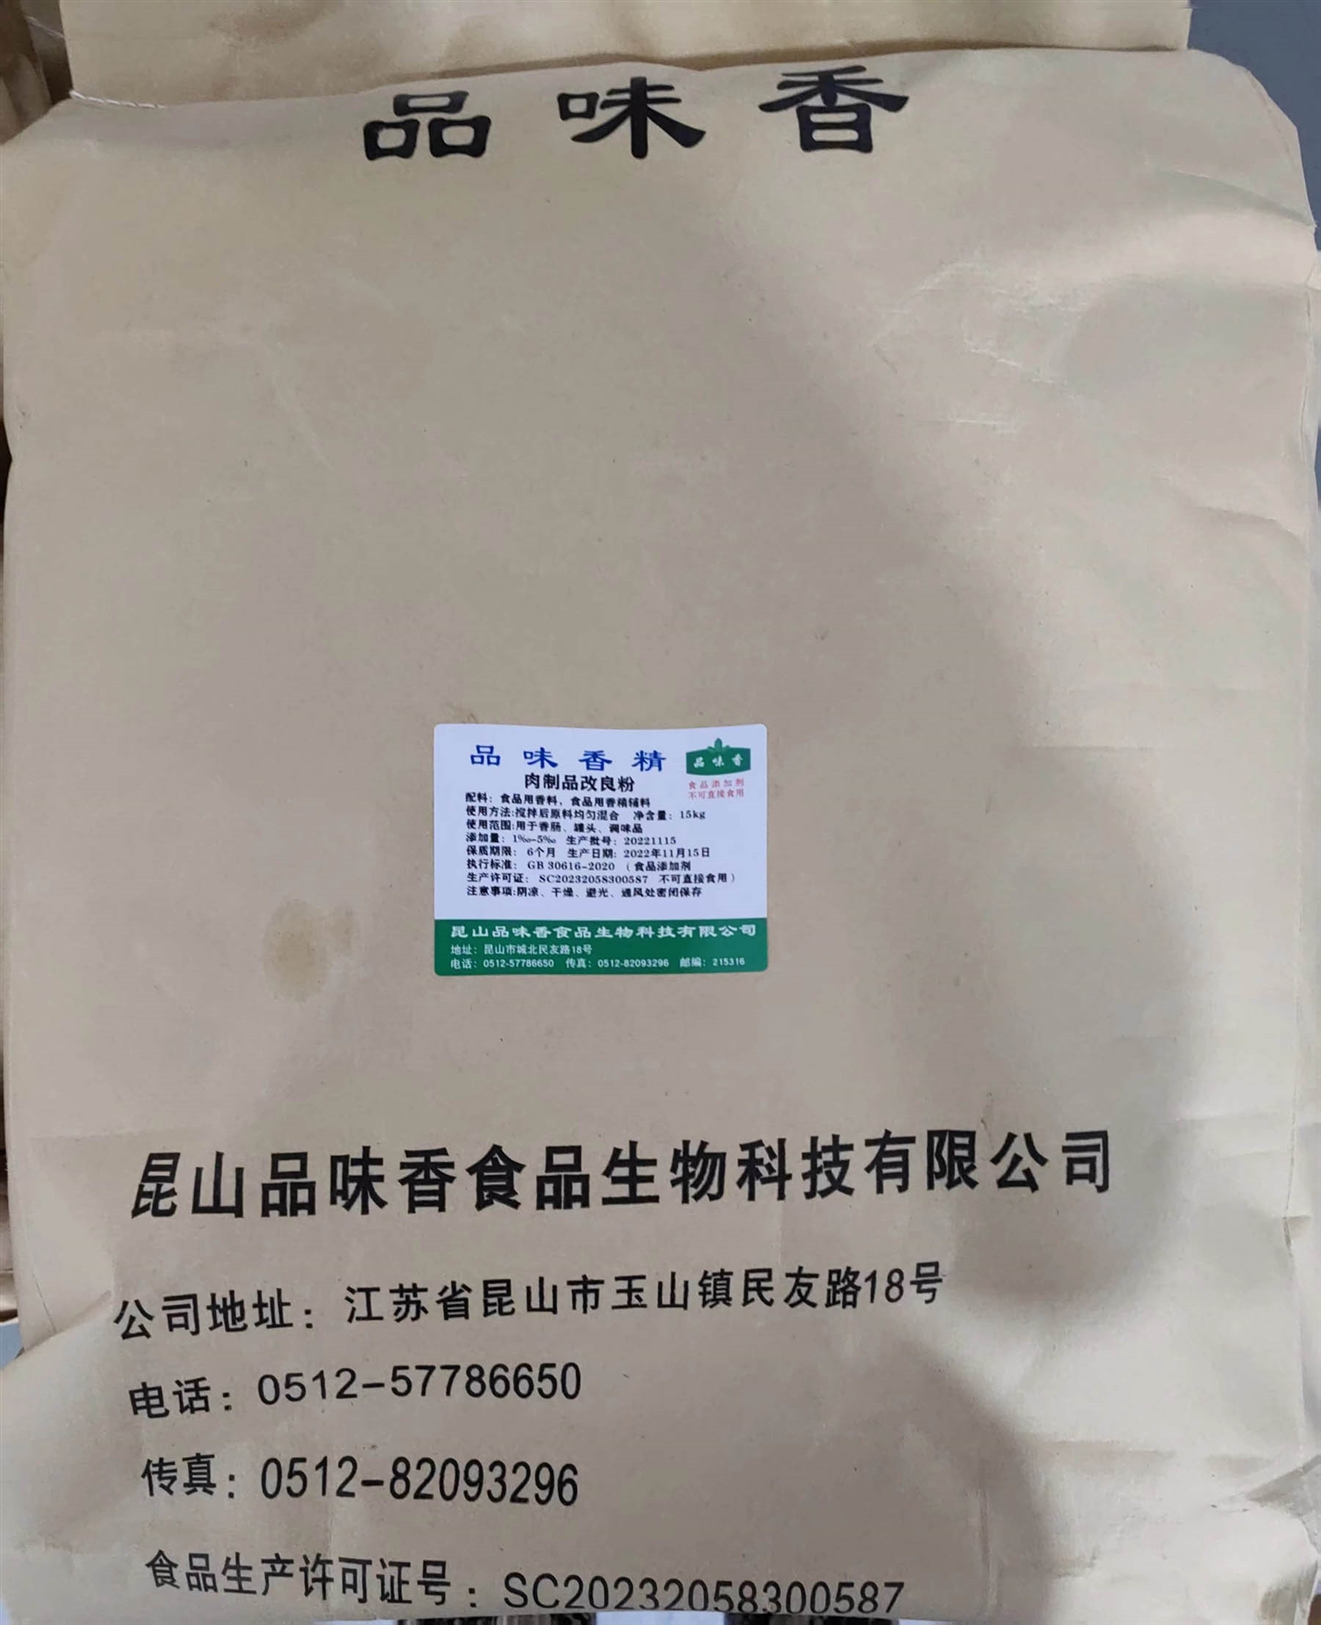 品味香
品味香精
品味香
肉制品改良粉
食品添加剂
不可直接食用
配料：食品用香料，食品用香精辅料
使用方法:搅拌后原料均匀混合 净含量：15kg
使用范围:用于香肠、罐头、调味品
添加量：1‰-5‰ 生产批号：20221115
保质期限：6个月 生产日期：2022年11月15日
执行标准：GB 30616-2020 （食品添加剂
生产许可证：SC20232058300587 不可直接食用）
注意事项:阴凉、干燥、避光、通风处密闭保存
昆山品味香食品生物科技有限公司
地址：昆山市城北民友路18号
电话：0512-57786650 传真：0512-82093296 邮编：215316
昆山品味香食品生物科技有限公司
公司地址：江苏省昆山市玉山镇民友路18号
电话：0512-57786650
传真：0512-82093296
食品生产许可证号：SC20232058300587